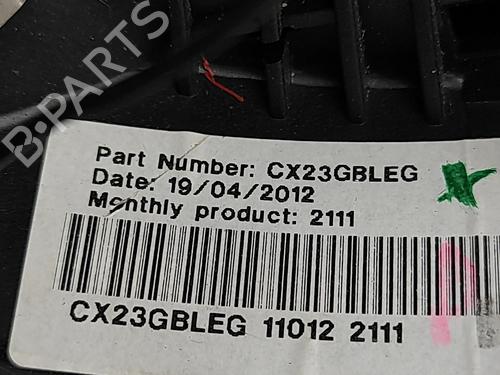 B-PARTS
Part Number: CX23GBLEG
Date: 19/04/2012
Monthly product: 2111
CX23GBLEG 11012 2111